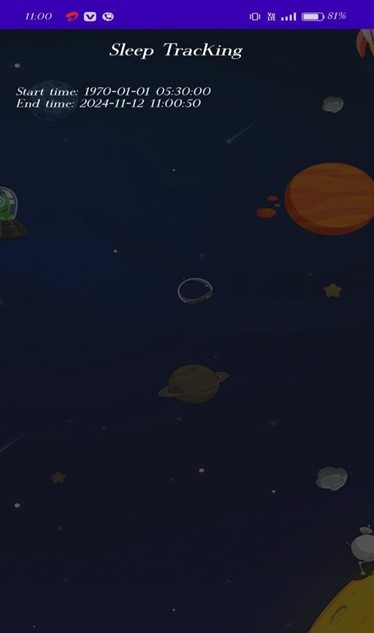 11:00 81%
Sleep Tracking
Start time: 1970-01-01 05:30:00
End time: 2024-11-12 11:00:50